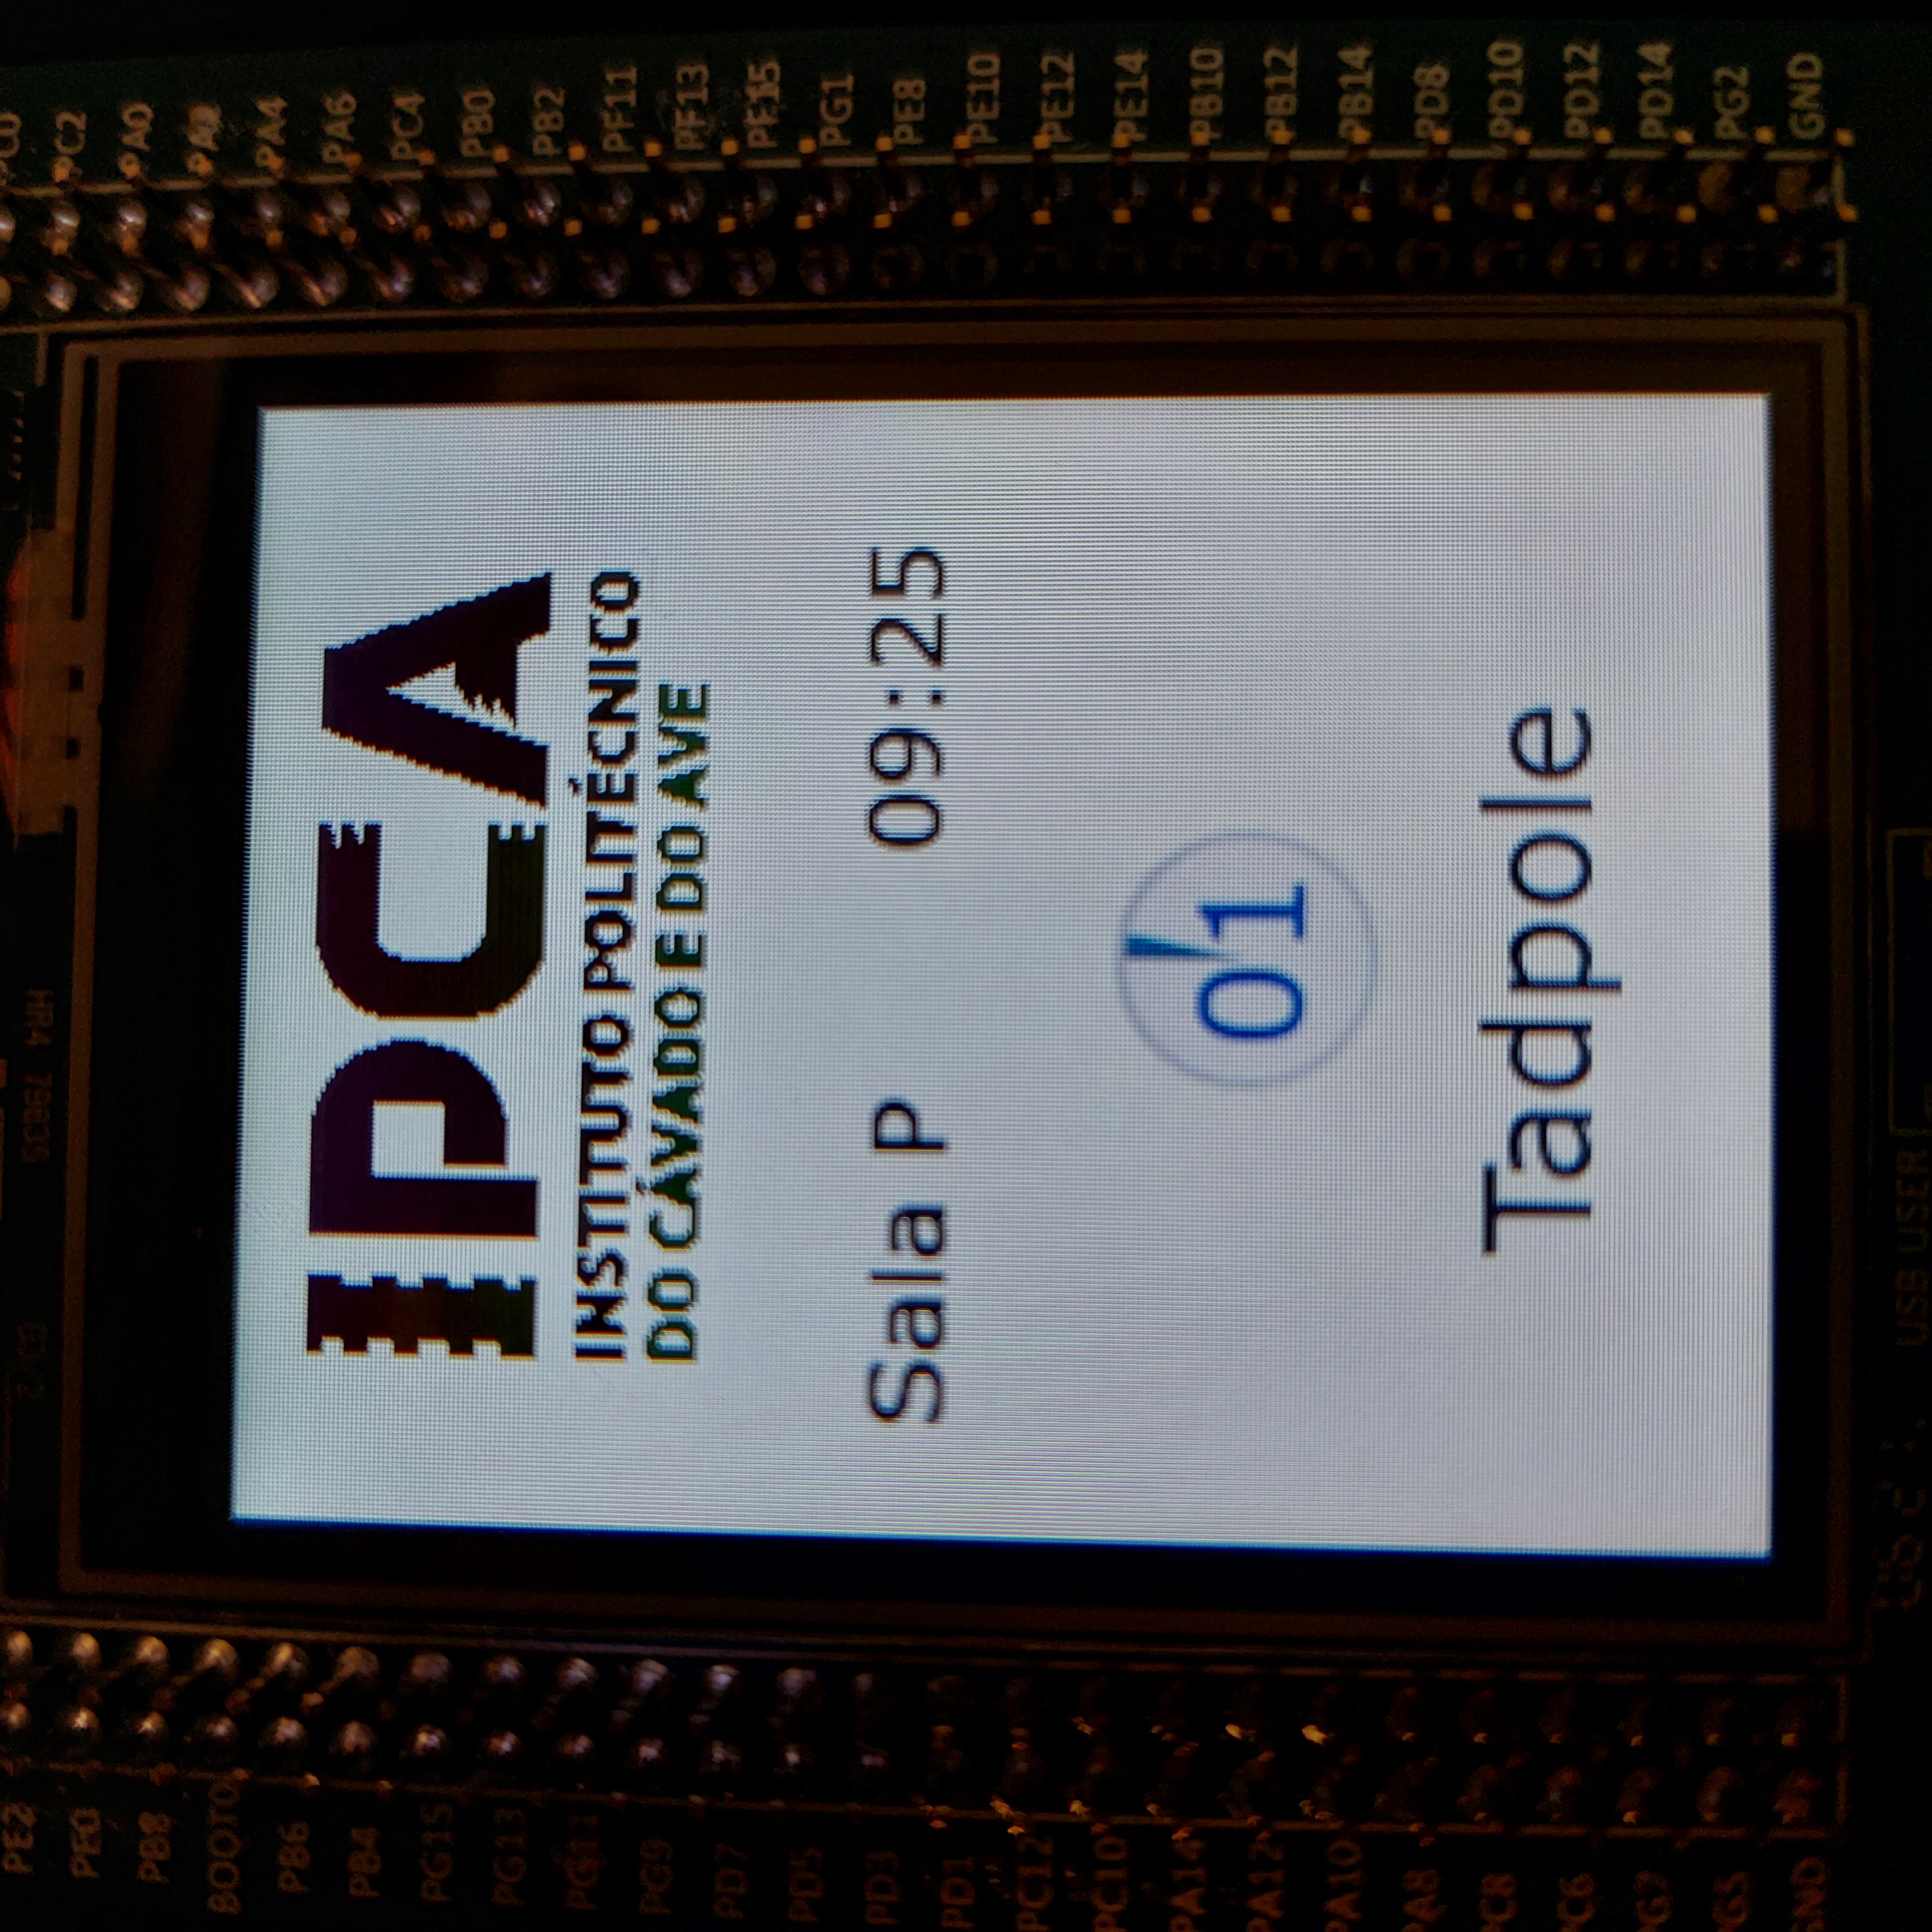 HR4 79635
PE2
PE0
PB8
BOOT0
PB6
PB4
PG15
PG13
PG11
PG9
PD7
PD5
PD3
PD1
PC12
PC10
PA14
PA12
PA10
PA8
PC8
PC6
PG7
PG5
GND
IPCA
INSTITUTO POLITÉCNICO
DO CÁVADO E DO AVE
Sala P 09:25
01
Tadpole
PC0
PC2
PA0
PA2
PA4
PA6
PC4
PB0
PB2
PF11
PF13
PF15
PG1
PE8
PE10
PE12
PE14
PB10
PB12
PB14
PD8
PD10
PD12
PD14
PG2
GND
USB USER